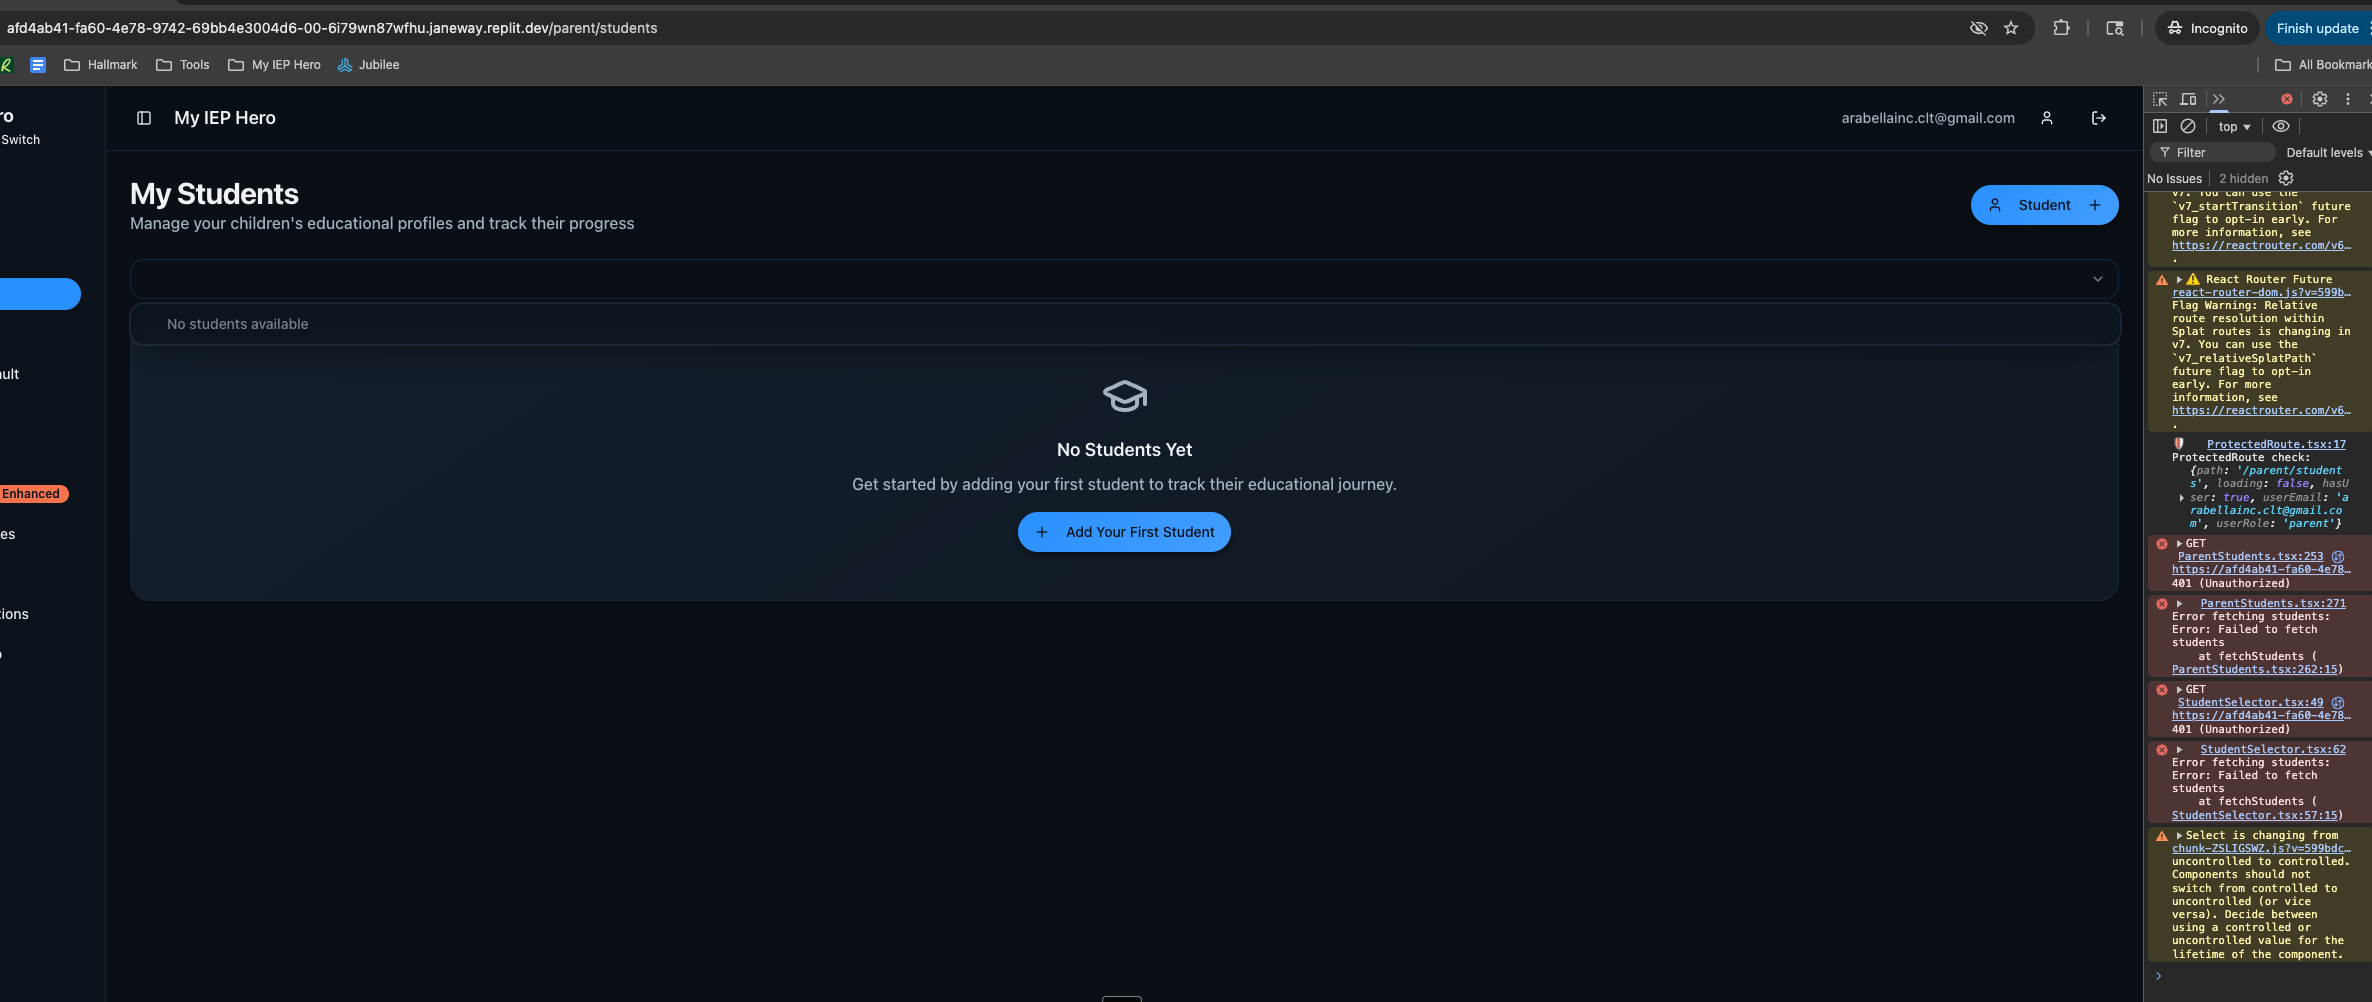 afd4ab41-fa60-4e78-9742-69bb4e3004d6-00-6i79wn87wfhu.janeway.replit.dev/parent/students
Incognito
Finish update
Hallmark
Tools
My IEP Hero
Jubilee
All Bookmark
ro
Switch
ult
Enhanced
es
tions
My IEP Hero
arabellainc.clt@gmail.com
My Students
Manage your children's educational profiles and track their progress
Student
No students available
No Students Yet
Get started by adding your first student to track their educational journey.
Add Your First Student
top
Filter
Default levels
No Issues
2 hidden
v7. You can use the
`v7_startTransition` future
flag to opt-in early. For
more information, see
https://reactrouter.com/v6…
.
React Router Future
react-router-dom.js?v=599b…
Flag Warning: Relative
route resolution within
Splat routes is changing in
v7. You can use the
`v7_relativeSplatPath`
future flag to opt-in
early. For more
information, see
https://reactrouter.com/v6…
.
ProtectedRoute.tsx:17
ProtectedRoute check:
{path: '/parent/student
s', loading: false, hasU
ser: true, userEmail: 'a
rabellainc.clt@gmail.co
m', userRole: 'parent'}
GET
ParentStudents.tsx:253
https://afd4ab41-fa60-4e78…
401 (Unauthorized)
ParentStudents.tsx:271
Error fetching students:
Error: Failed to fetch
students
at fetchStudents (
ParentStudents.tsx:262:15)
GET
StudentSelector.tsx:49
https://afd4ab41-fa60-4e78…
401 (Unauthorized)
StudentSelector.tsx:62
Error fetching students:
Error: Failed to fetch
students
at fetchStudents (
StudentSelector.tsx:57:15)
Select is changing from
chunk-ZSLIGSWZ.js?v=599bdc…
uncontrolled to controlled.
Components should not
switch from controlled to
uncontrolled (or vice
versa). Decide between
using a controlled or
uncontrolled value for the
lifetime of the component.